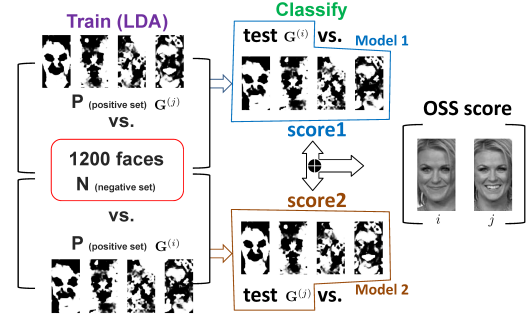 Train (LDA)
Classify
test G^(i) vs.
Model 1
P (positive set) G^(j)
vs.
score1
OSS score
1200 faces
N (negative set)
score2
vs.
P (positive set) G^(i)
i
j
test G^(j) vs.
Model 2